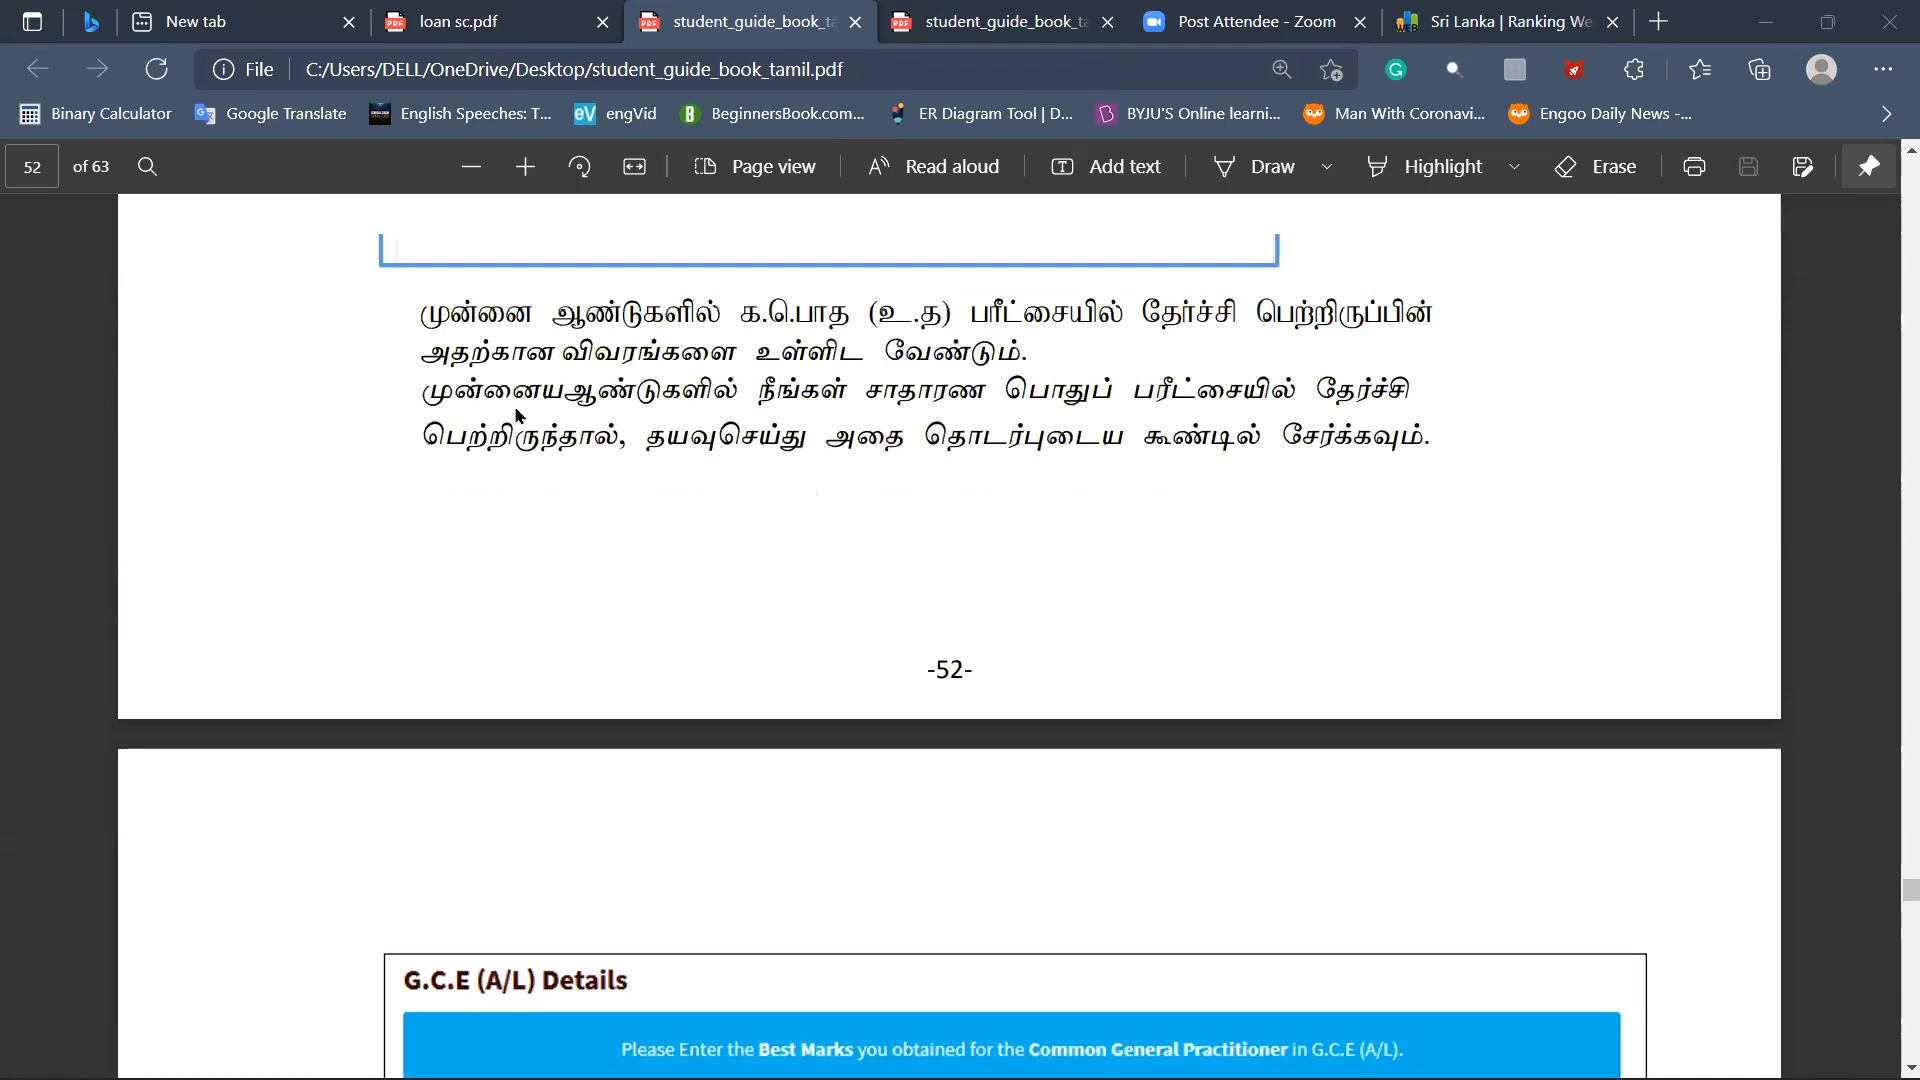 New tab
loan sc.pdf
student_guide_book_ta
student_guide_book_ta
Post Attendee - Zoom
Sri Lanka | Ranking We
File
C:/Users/DELL/OneDrive/Desktop/student_guide_book_tamil.pdf
Binary Calculator
Google Translate
English Speeches: T...
engVid
BeginnersBook.com...
ER Diagram Tool | D...
BYJU'S Online learni...
Man With Coronavi...
Engoo Daily News -...
52 of 63
Page view
Read aloud
Add text
Draw
Highlight
Erase
முன்னை ஆண்டுகளில் க.பொத (உ.த) பரீட்சையில் தேர்ச்சி பெற்றிருப்பின்
அதற்கான விவரங்களை உள்ளிட வேண்டும்.
முன்னையஆண்டுகளில் நீங்கள் சாதாரண பொதுப் பரீட்சையில் தேர்ச்சி
பெற்றிருந்தால், தயவுசெய்து அதை தொடர்புடைய கூண்டில் சேர்க்கவும்.
-52-
G.C.E (A/L) Details
Please Enter the Best Marks you obtained for the Common General Practitioner in G.C.E (A/L).